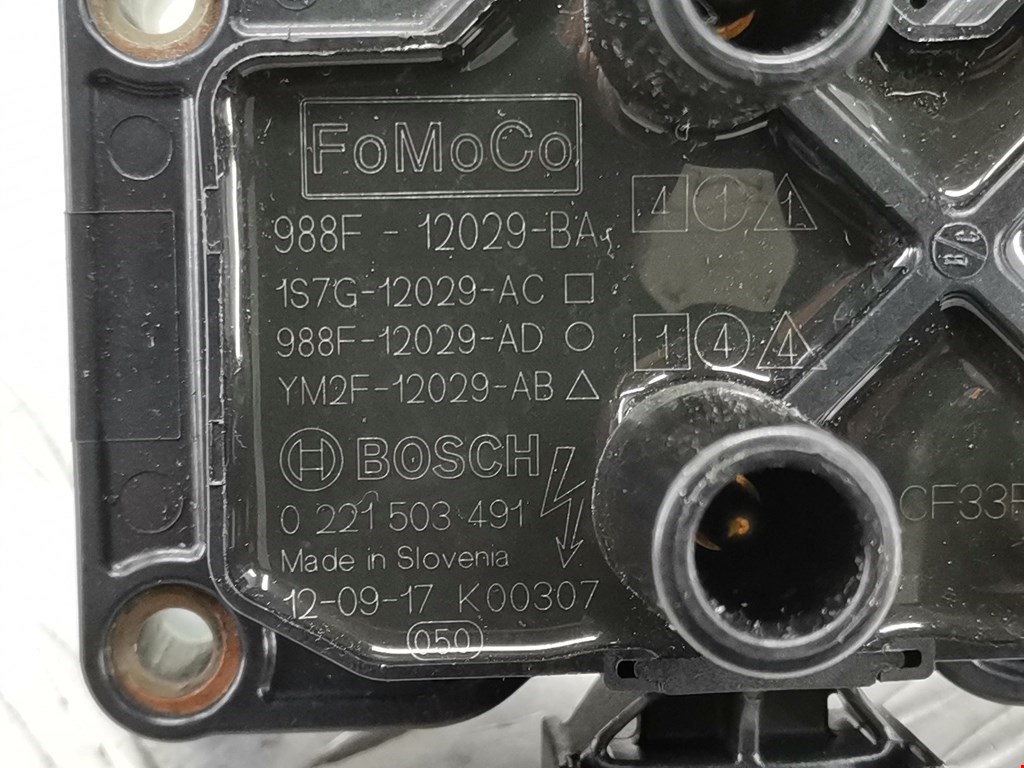 FoMoCo
988F - 12029-BA
4 1 1
1S7G-12029-AC □
988F-12029-AD ○
1 4 4
YM2F-12029-AB △
BOSCH
0 221 503 491
Made in Slovenia
12-09-17 K00307
050